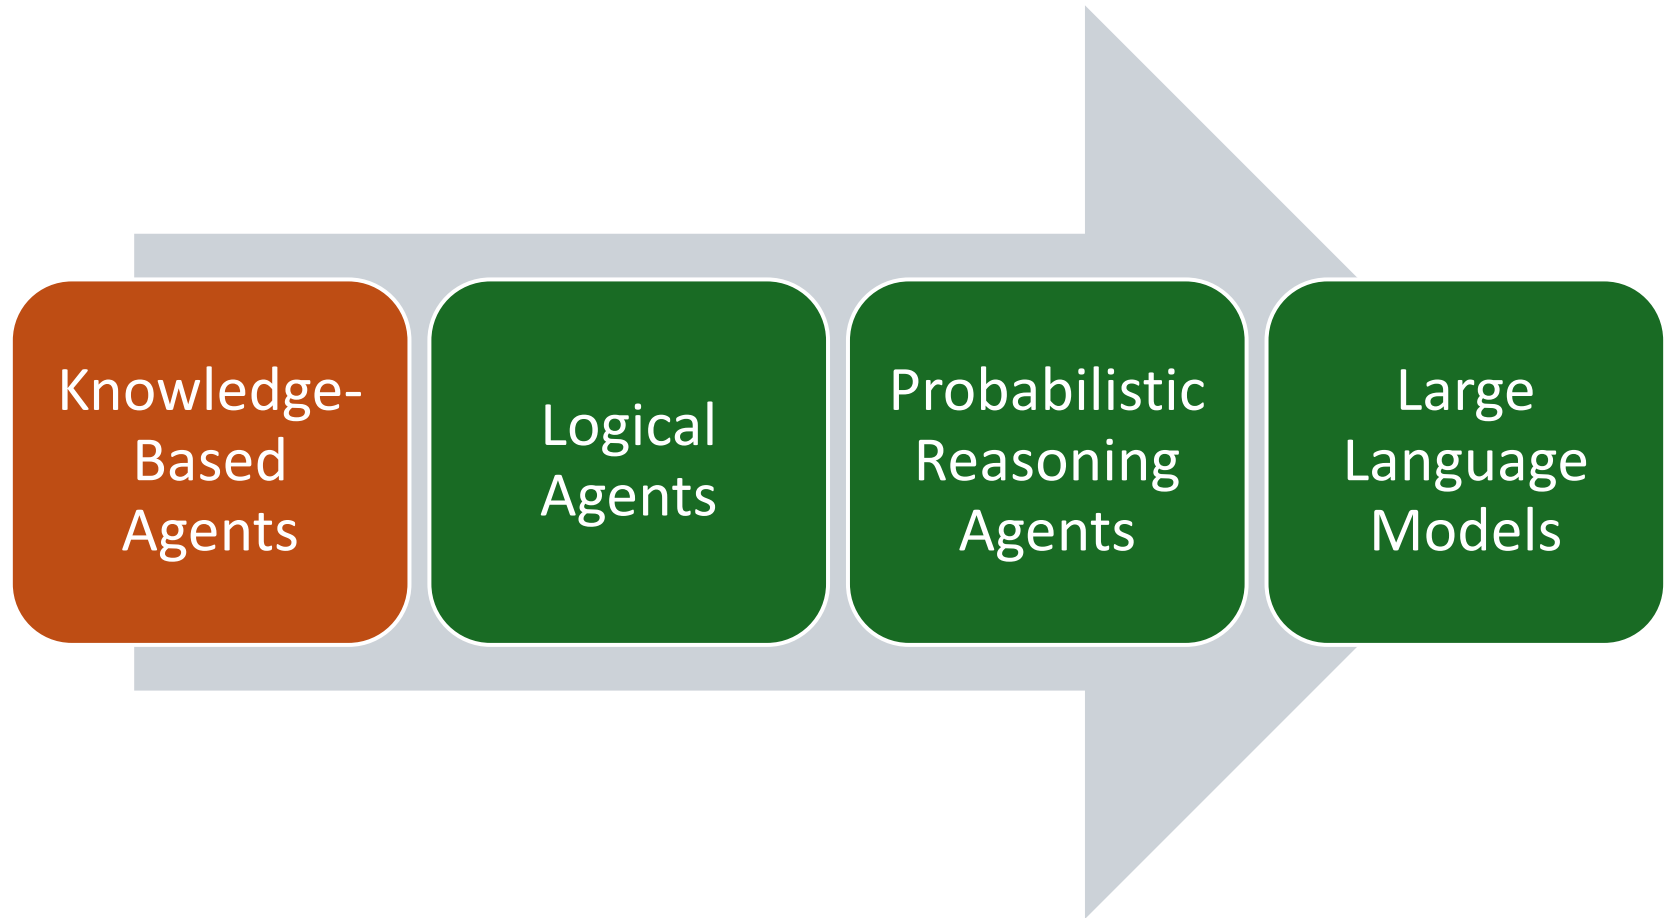 Knowledge-
Based
Agents
Logical
Agents
Probabilistic
Reasoning
Agents
Large
Language
Models